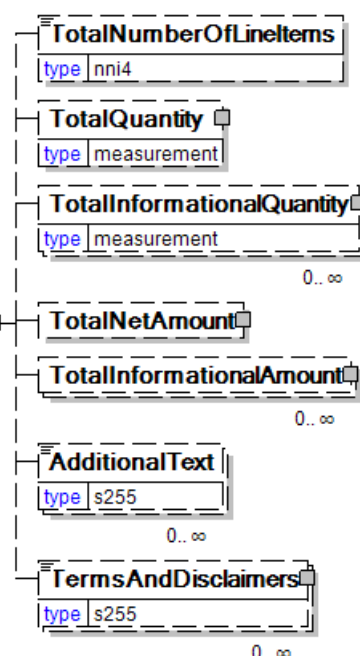 TotalNumberOfLineItems
type nni4
TotalQuantity
type measurement
TotalInformationalQuantity
type measurement
0.. ∞
TotalNetAmount
TotalInformationalAmount
0.. ∞
AdditionalText
type s255
0.. ∞
TermsAndDisclaimers
type s255
0.. ∞